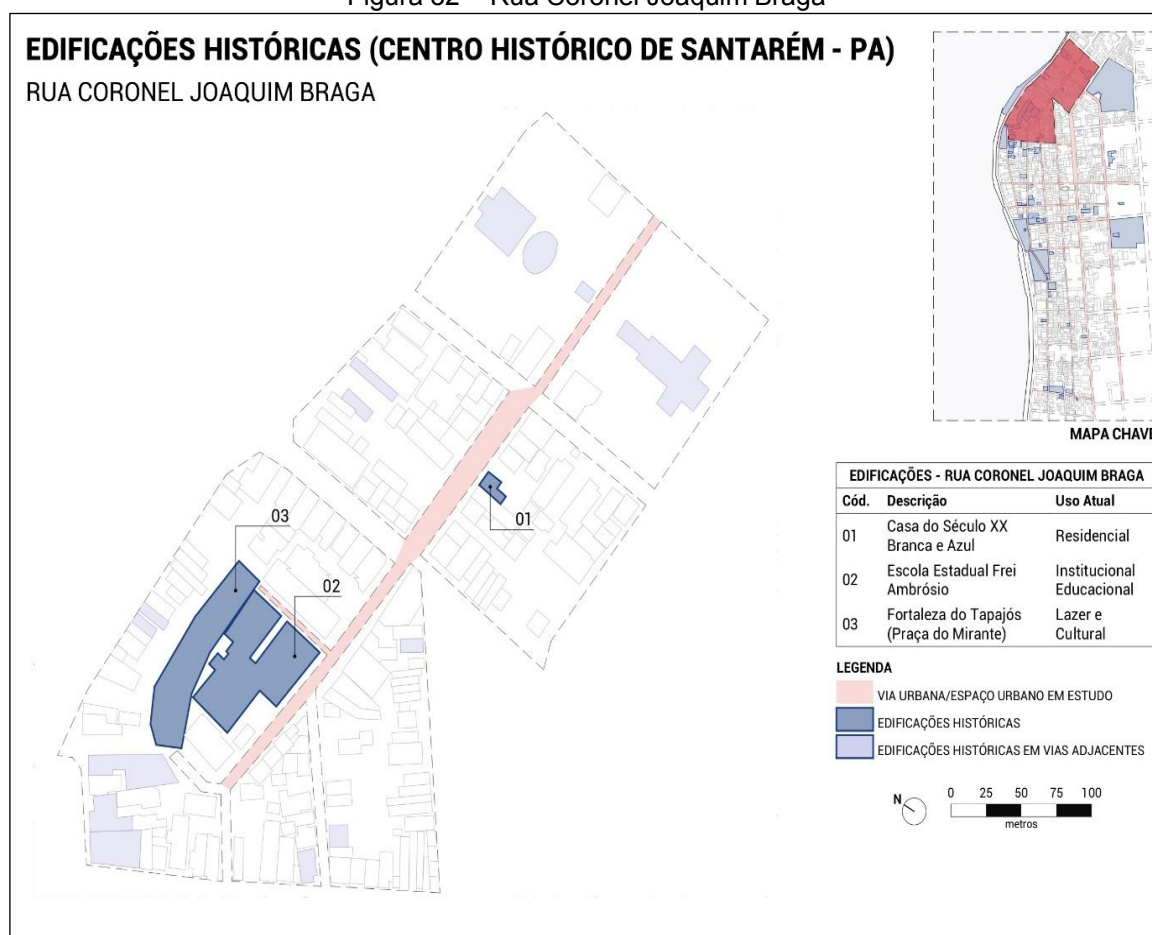 Figura 32 – Rua Coronel Joaquim Braga
EDIFICAÇÕES HISTÓRICAS (CENTRO HISTÓRICO DE SANTARÉM - PA)
RUA CORONEL JOAQUIM BRAGA
MAPA CHAVE
03
02
01
EDIFICAÇÕES - RUA CORONEL JOAQUIM BRAGA
Cód. Descrição Uso Atual
01 Casa do Século XX Branca e Azul Residencial
02 Escola Estadual Frei Ambrósio Institucional Educacional
03 Fortaleza do Tapajós (Praça do Mirante) Lazer e Cultural
LEGENDA
VIA URBANA/ESPAÇO URBANO EM ESTUDO
EDIFICAÇÕES HISTÓRICAS
EDIFICAÇÕES HISTÓRICAS EM VIAS ADJACENTES
N
0 25 50 75 100
metros